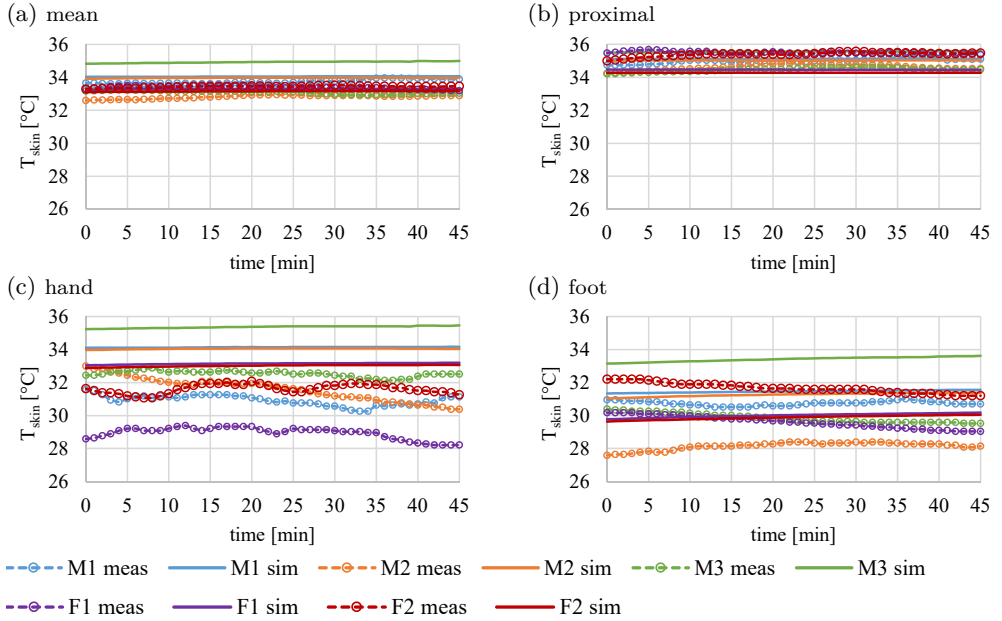 (a) mean
(b) proximal
36
34
32
30
28
26
T_skin [°C]
0 5 10 15 20 25 30 35 40 45
time [min]
36
34
32
30
28
26
T_skin [°C]
0 5 10 15 20 25 30 35 40 45
time [min]
(c) hand
(d) foot
36
34
32
30
28
26
T_skin [°C]
0 5 10 15 20 25 30 35 40 45
time [min]
36
34
32
30
28
26
T_skin [°C]
0 5 10 15 20 25 30 35 40 45
time [min]
M1 meas M1 sim M2 meas M2 sim M3 meas M3 sim
F1 meas F1 sim F2 meas F2 sim